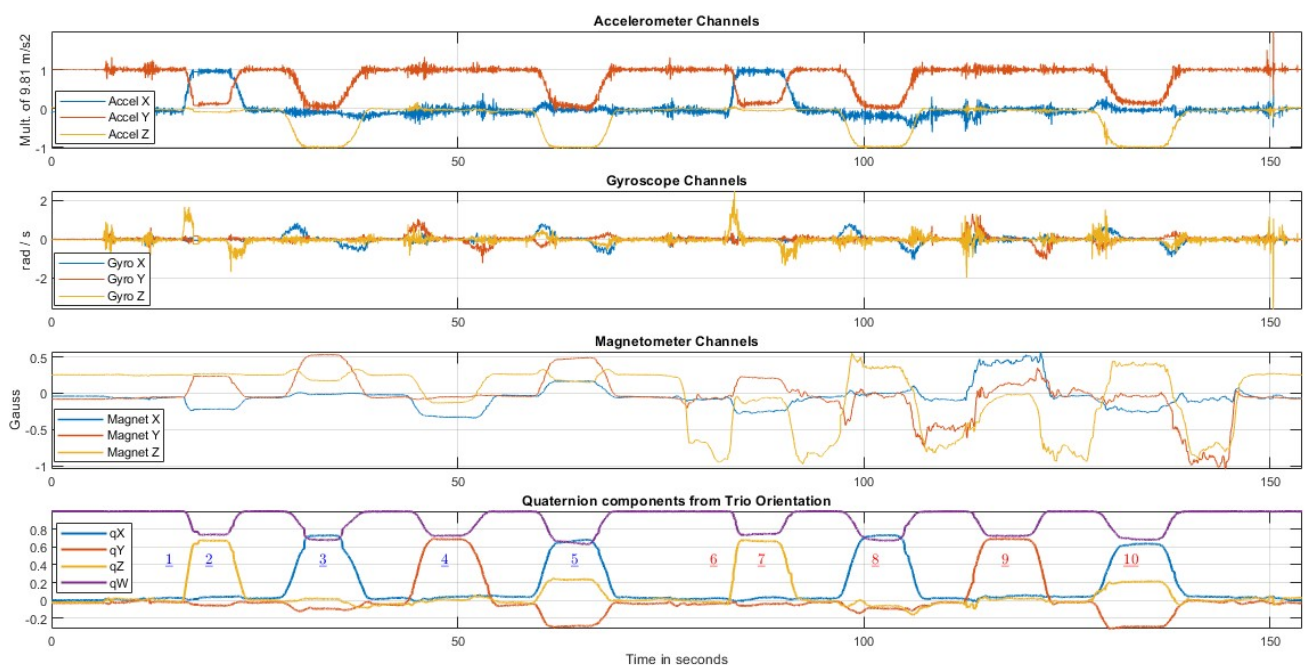 Accelerometer Channels
Mult. of 9.81 m/s2
1
0
-1
Accel X
Accel Y
Accel Z
0
50
100
150
Gyroscope Channels
rad / s
2
0
-2
Gyro X
Gyro Y
Gyro Z
0
50
100
150
Magnetometer Channels
Gauss
0.5
0
-0.5
-1
Magnet X
Magnet Y
Magnet Z
0
50
100
150
Quaternion components from Trio Orientation
0.8
0.6
0.4
0.2
0
-0.2
qX
qY
qZ
qW
1 2 3 4 5 6 7 8 9 10
0
50
100
150
Time in seconds